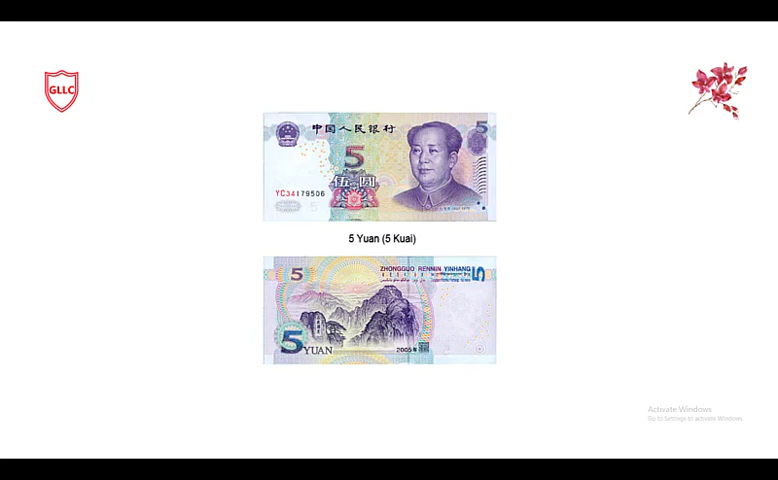 GLLC
中国人民银行
5
5
伍圆
YC34179506
5 Yuan (5 Kuai)
5
ZHONGGUO RENMIN YINHANG
5
5 YUAN
2005年
Activate Windows
Go to Settings to activate Windows.